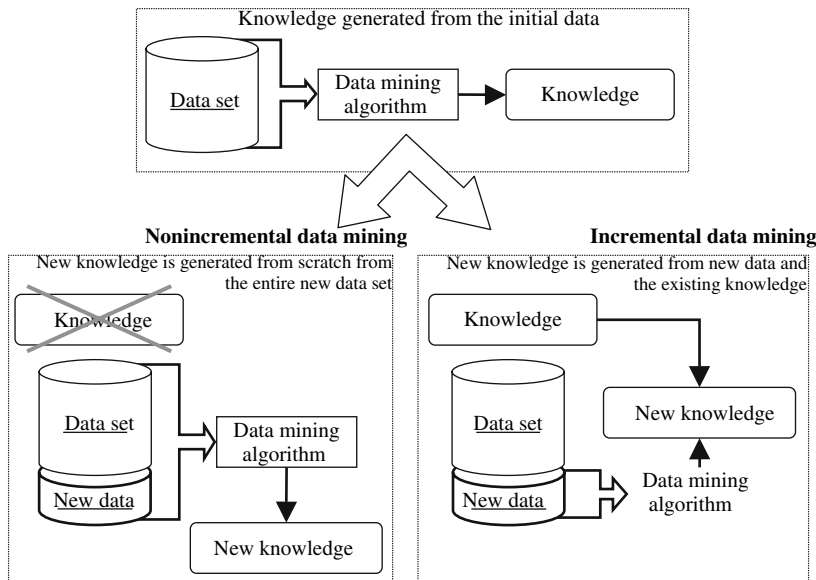 Knowledge generated from the initial data
Data set
Data mining
algorithm
Knowledge
Nonincremental data mining
New knowledge is generated from scratch from
the entire new data set
Knowledge
Data set
New data
Data mining
algorithm
New knowledge
Incremental data mining
New knowledge is generated from new data and
the existing knowledge
Knowledge
Data set
New data
New knowledge
Data mining
algorithm